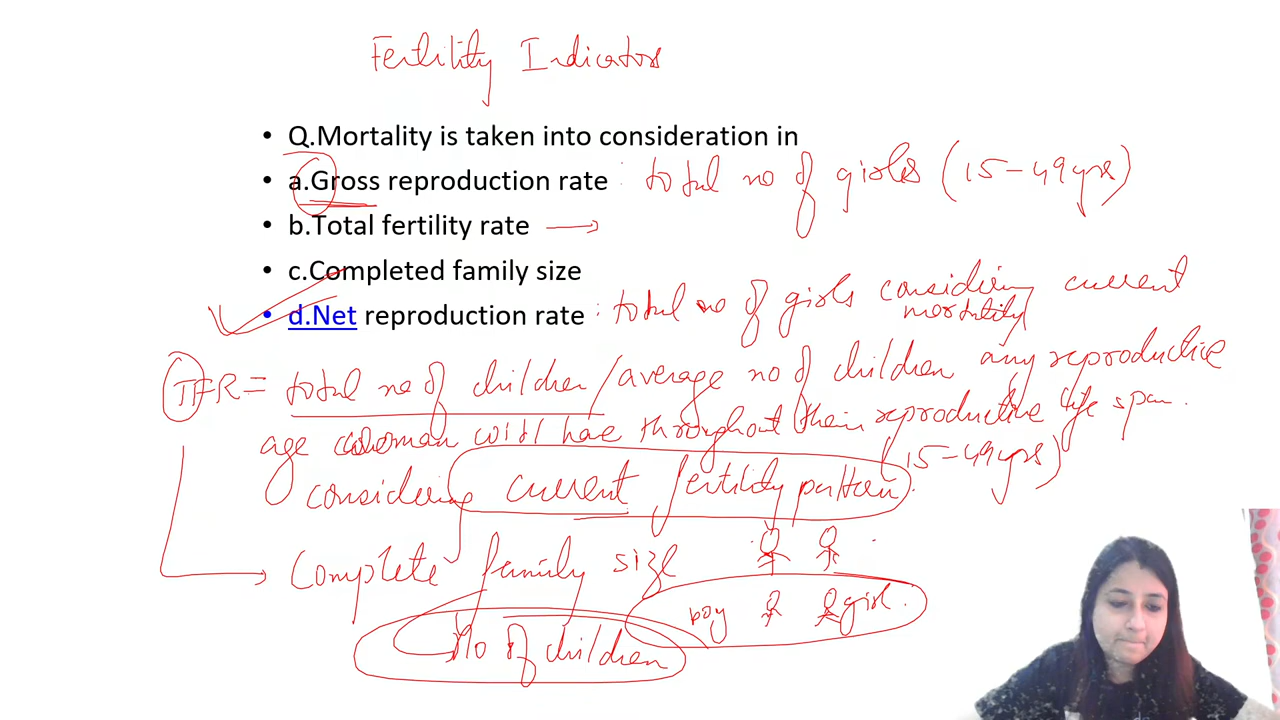 Fertility Indicators
• Q.Mortality is taken into consideration in
• a.Gross reproduction rate : total no of girls (15-49yrs)
• b.Total fertility rate →
• c.Completed family size
• d.Net reproduction rate : total no of girls considering current
mortality
TFR = total no of children / average no of children any reproductive
age woman will have throughout their reproductive life span.
(15-49yrs)
considering current fertility pattern.
Complete family size
boy girl.
no of children